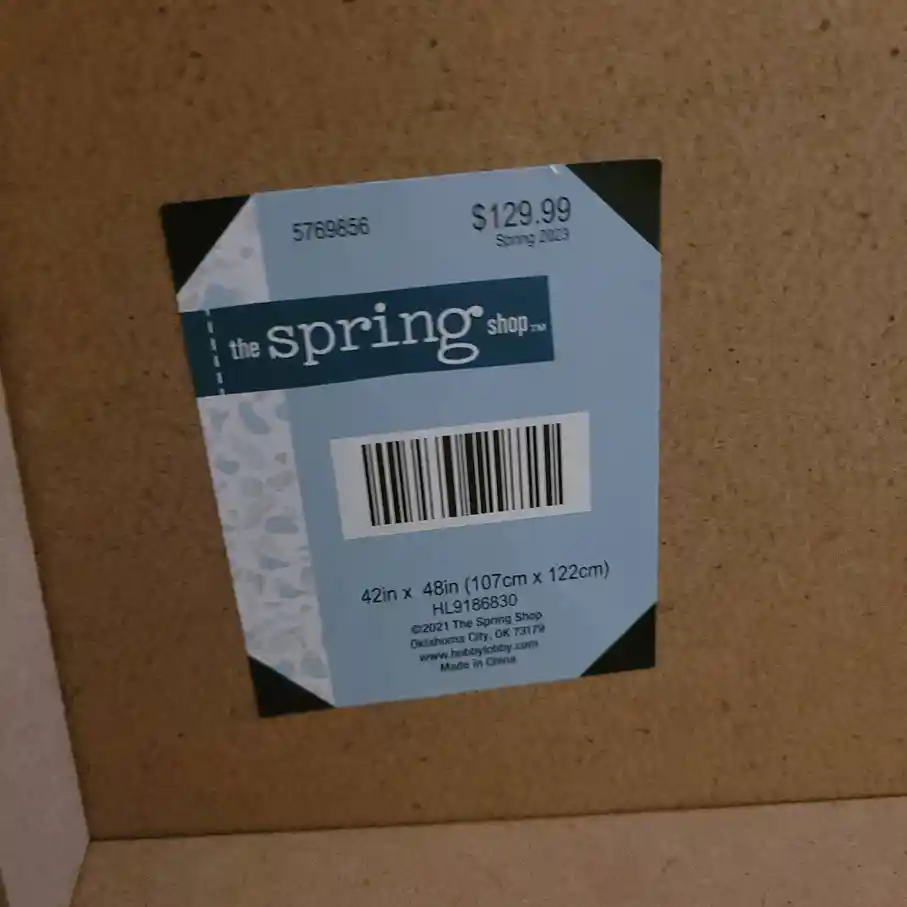 5769856
$129.99
Spring 2023
the spring shop™
42in x 48in (107cm x 122cm)
HL9186830
©2021 The Spring Shop
Oklahoma City, OK 73179
www.hobbylobby.com
Made in China